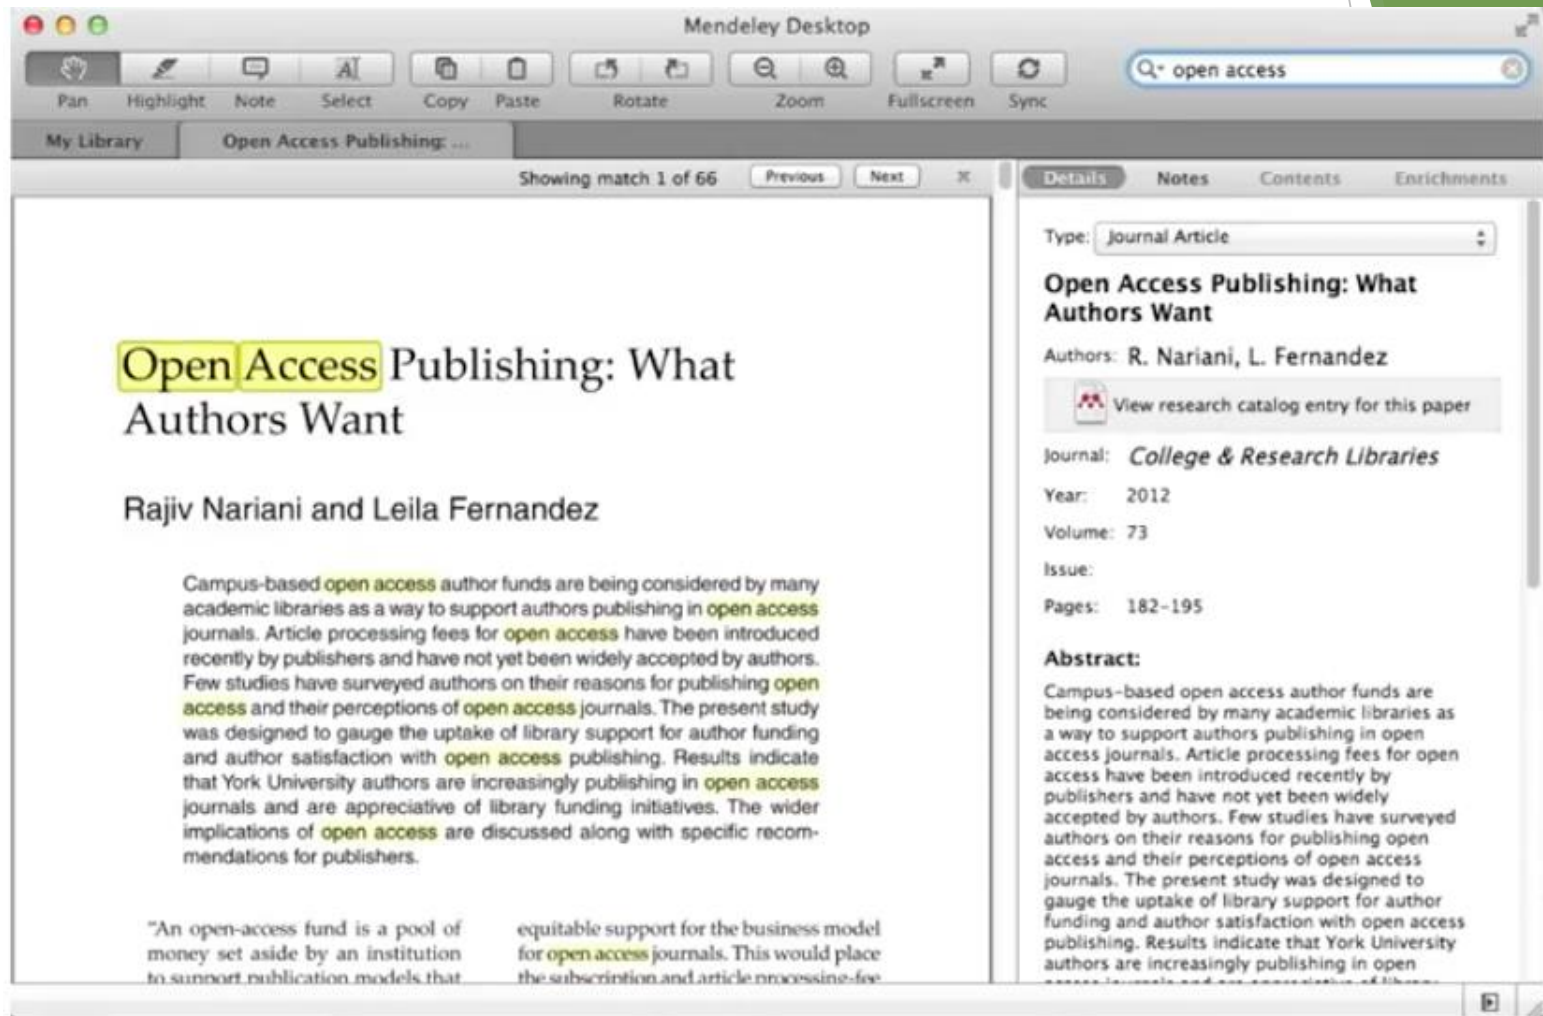 Mendeley Desktop
open access
Pan Highlight Note Select Copy Paste Rotate Zoom Fullscreen Sync
My Library Open Access Publishing: ...
Showing match 1 of 66 Previous Next
Details Notes Contents Enrichments
Open Access Publishing: What
Authors Want
Rajiv Nariani and Leila Fernandez
Campus-based open access author funds are being considered by many
academic libraries as a way to support authors publishing in open access
journals. Article processing fees for open access have been introduced
recently by publishers and have not yet been widely accepted by authors.
Few studies have surveyed authors on their reasons for publishing open
access and their perceptions of open access journals. The present study
was designed to gauge the uptake of library support for author funding
and author satisfaction with open access publishing. Results indicate
that York University authors are increasingly publishing in open access
journals and are appreciative of library funding initiatives. The wider
implications of open access are discussed along with specific recom-
mendations for publishers.
"An open-access fund is a pool of
money set aside by an institution
to support publication models that
equitable support for the business model
for open access journals. This would place
the subscription and article processing-fee
Type: Journal Article
Open Access Publishing: What
Authors Want
Authors: R. Nariani, L. Fernandez
View research catalog entry for this paper
Journal: College & Research Libraries
Year: 2012
Volume: 73
Issue:
Pages: 182-195
Abstract:
Campus-based open access author funds are
being considered by many academic libraries as
a way to support authors publishing in open
access journals. Article processing fees for open
access have been introduced recently by
publishers and have not yet been widely
accepted by authors. Few studies have surveyed
authors on their reasons for publishing open
access and their perceptions of open access
journals. The present study was designed to
gauge the uptake of library support for author
funding and author satisfaction with open access
publishing. Results indicate that York University
authors are increasingly publishing in open